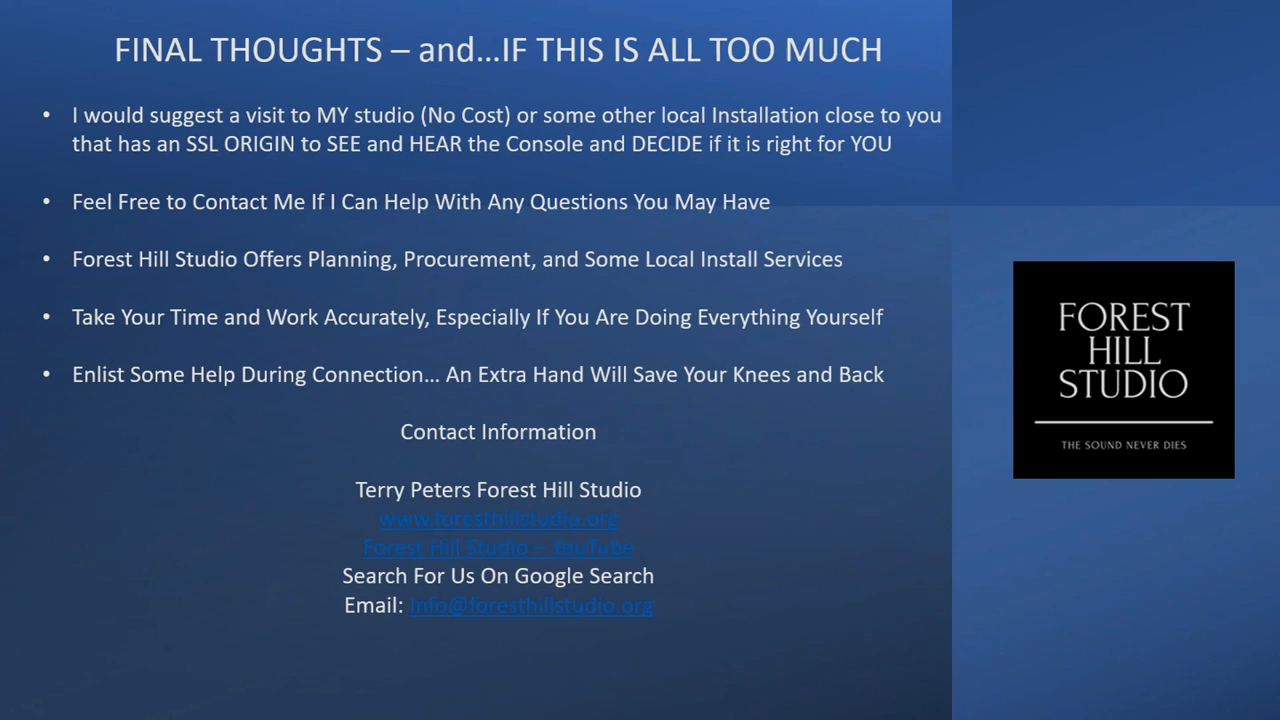 FINAL THOUGHTS – and...IF THIS IS ALL TOO MUCH
• I would suggest a visit to MY studio (No Cost) or some other local Installation close to you
that has an SSL ORIGIN to SEE and HEAR the Console and DECIDE if it is right for YOU
• Feel Free to Contact Me If I Can Help With Any Questions You May Have
• Forest Hill Studio Offers Planning, Procurement, and Some Local Install Services
• Take Your Time and Work Accurately, Especially If You Are Doing Everything Yourself
• Enlist Some Help During Connection... An Extra Hand Will Save Your Knees and Back
Contact Information
Terry Peters Forest Hill Studio
www.foresthillstudio.org
Forest Hill Studio – YouTube
Search For Us On Google Search
Email: Info@foresthillstudio.org
FOREST
HILL
STUDIO
THE SOUND NEVER DIES